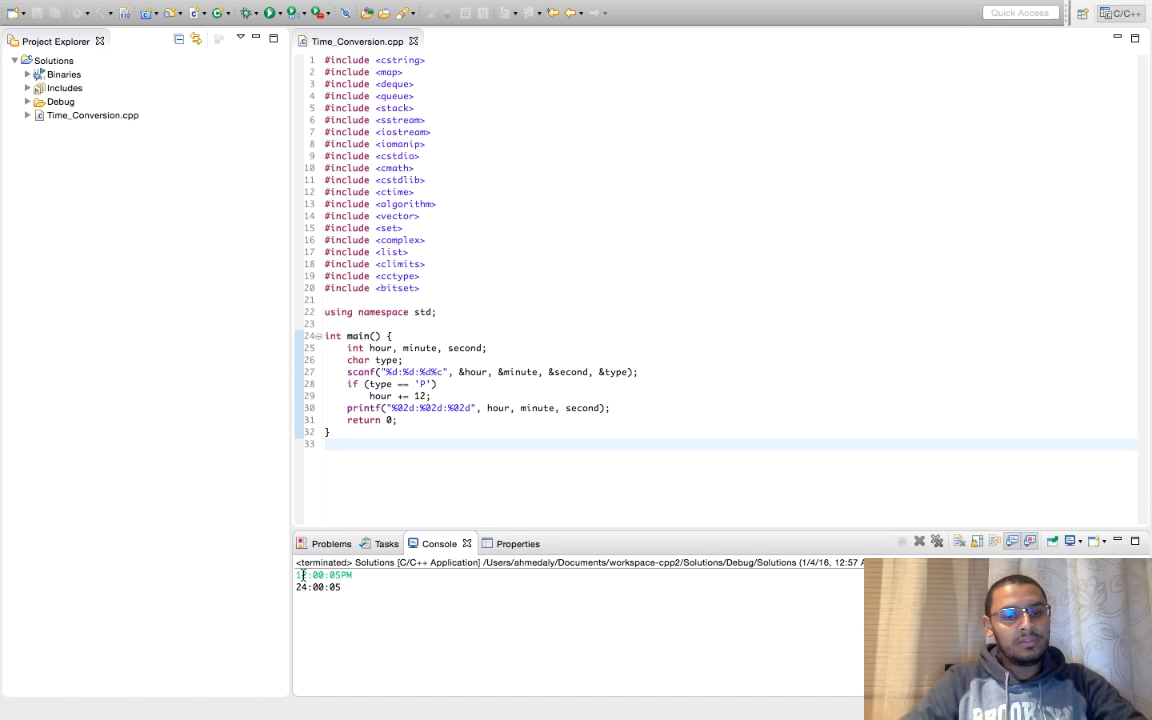 Quick Access
C/C++
Project Explorer
Time_Conversion.cpp
Solutions
Binaries
Includes
Debug
Time_Conversion.cpp
1 #include <cstring>
2 #include <map>
3 #include <deque>
4 #include <queue>
5 #include <stack>
6 #include <sstream>
7 #include <iostream>
8 #include <iomanip>
9 #include <cstdio>
10 #include <cmath>
11 #include <cstdlib>
12 #include <ctime>
13 #include <algorithm>
14 #include <vector>
15 #include <set>
16 #include <complex>
17 #include <list>
18 #include <climits>
19 #include <cctype>
20 #include <bitset>
21
22 using namespace std;
23
24 int main() {
25 int hour, minute, second;
26 char type;
27 scanf("%d:%d:%d%c", &hour, &minute, &second, &type);
28 if (type == 'P')
29 hour += 12;
30 printf("%02d:%02d:%02d", hour, minute, second);
31 return 0;
32 }
33
Problems Tasks Console Properties
<terminated> Solutions [C/C++ Application] /Users/ahmedaly/Documents/workspace-cpp2/Solutions/Debug/Solutions (1/4/16, 12:57
12:00:05PM
24:00:05